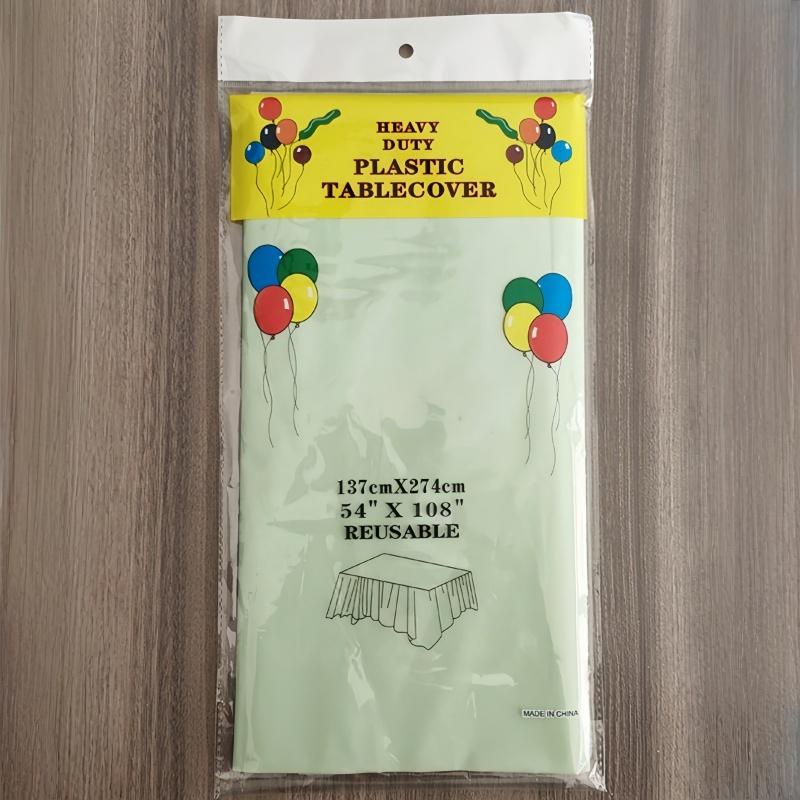 HEAVY
DUTY
PLASTIC
TABLECOVER
137cmX274cm
54" X 108"
REUSABLE
MADE IN CHINA